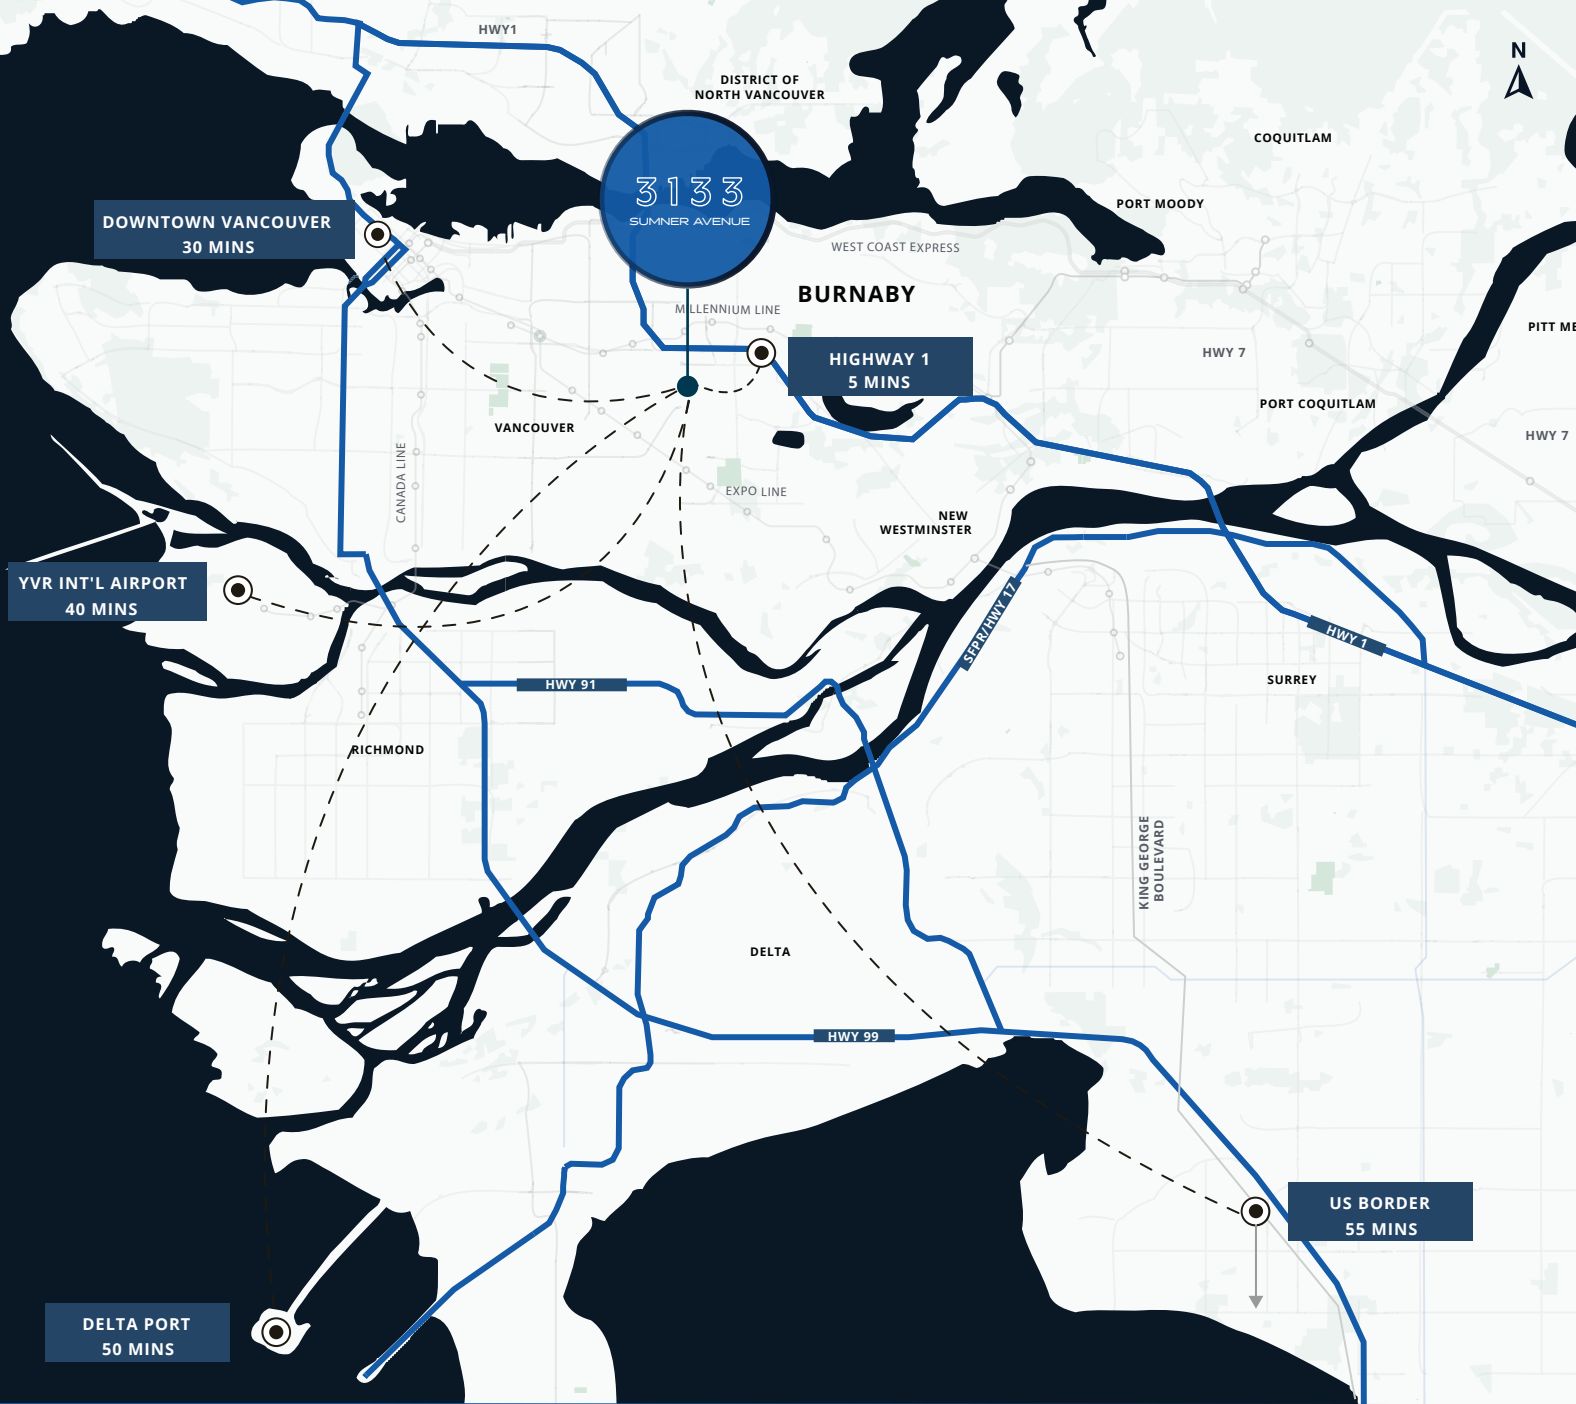 HWY1
N
DISTRICT OF
NORTH VANCOUVER
COQUITLAM
3133
SUMNER AVENUE
PORT MOODY
DOWNTOWN VANCOUVER
30 MINS
WEST COAST EXPRESS
BURNABY
MILLENNIUM LINE
PITT ME
HIGHWAY 1
5 MINS
HWY 7
PORT COQUITLAM
VANCOUVER
HWY 7
CANADA LINE
EXPO LINE
NEW
WESTMINSTER
YVR INT'L AIRPORT
40 MINS
SFPR/HWY 17
HWY 1
HWY 91
SURREY
RICHMOND
KING GEORGE
BOULEVARD
DELTA
HWY 99
US BORDER
55 MINS
DELTA PORT
50 MINS